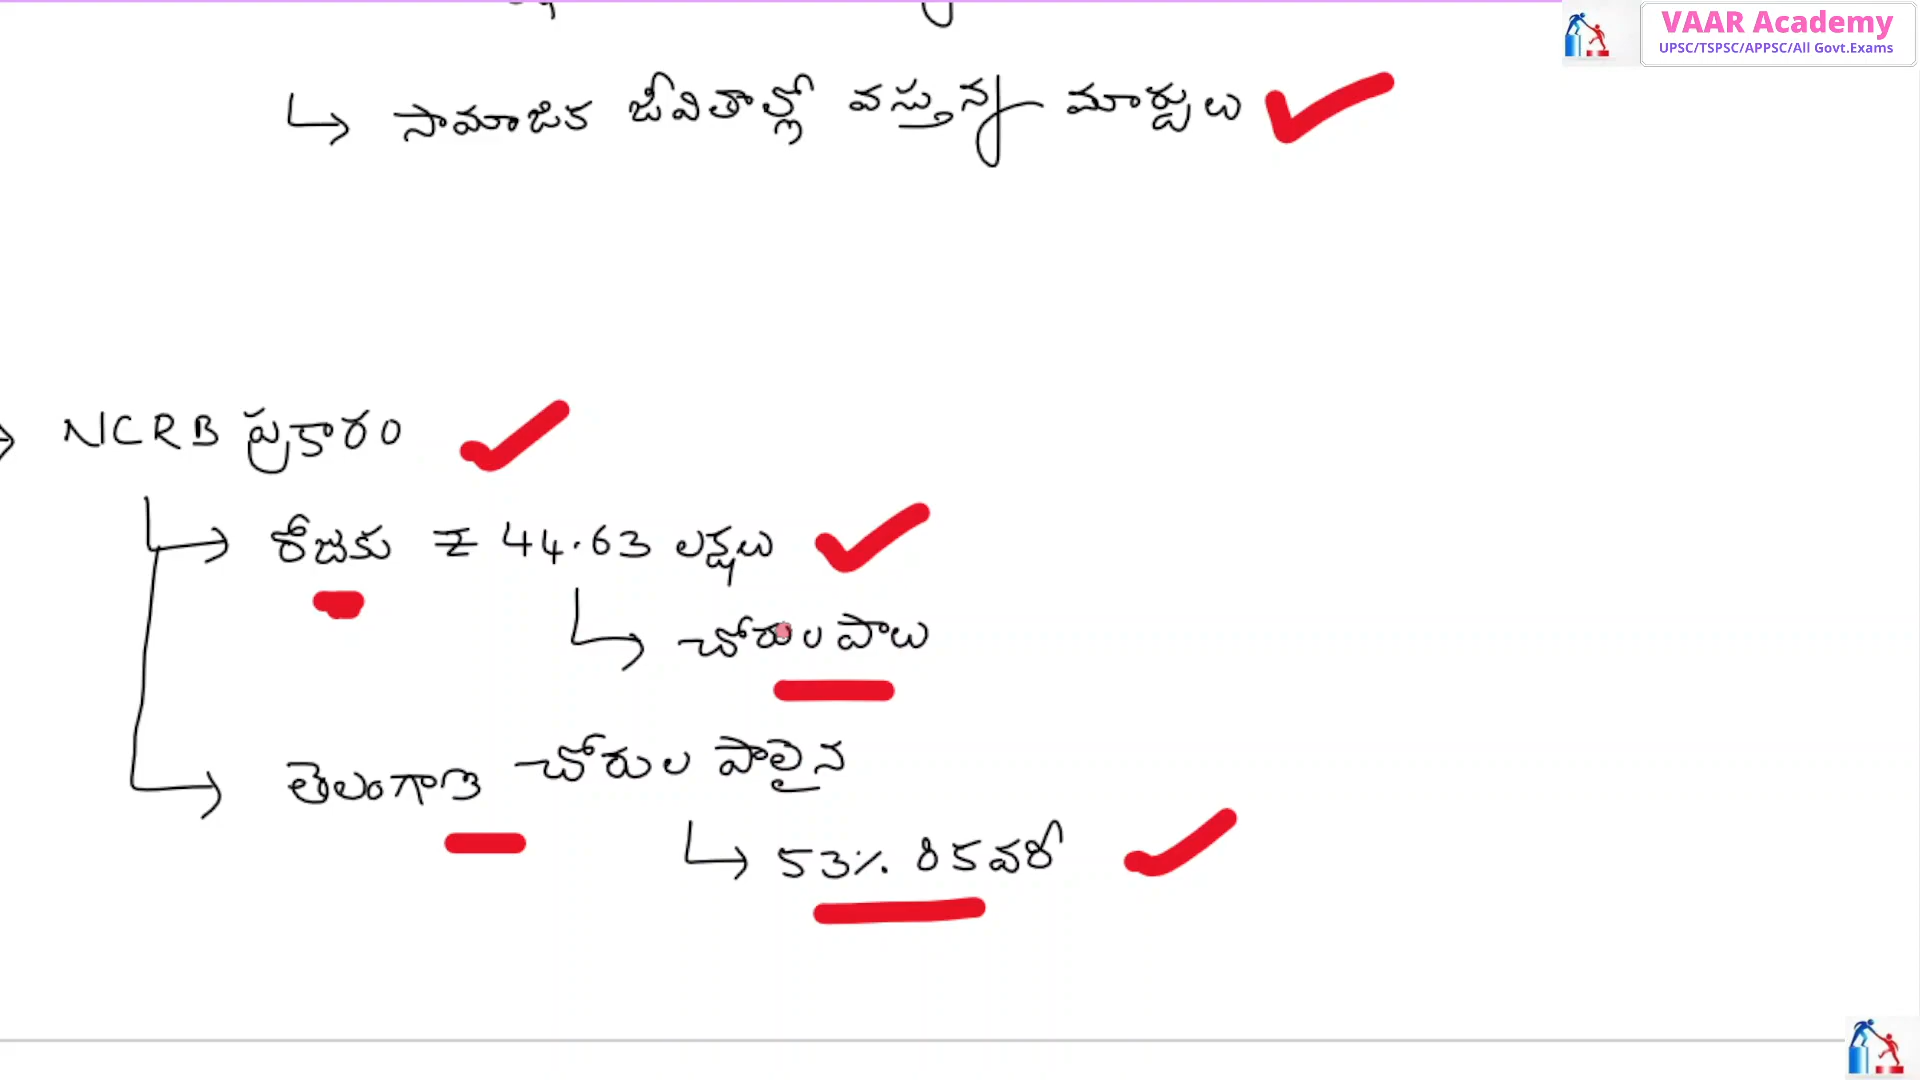 VAAR Academy
UPSC/TSPSC/APPSC/All Govt.Exams
సామాజిక జీవితాల్లో వస్తున్న మార్పులు
NCRB ప్రకారం
రోజుకు ₹ 44.63 లక్షలు
చోరుల పాలు
తెలంగాణ చోరుల పాలైన
53% రికవరీ